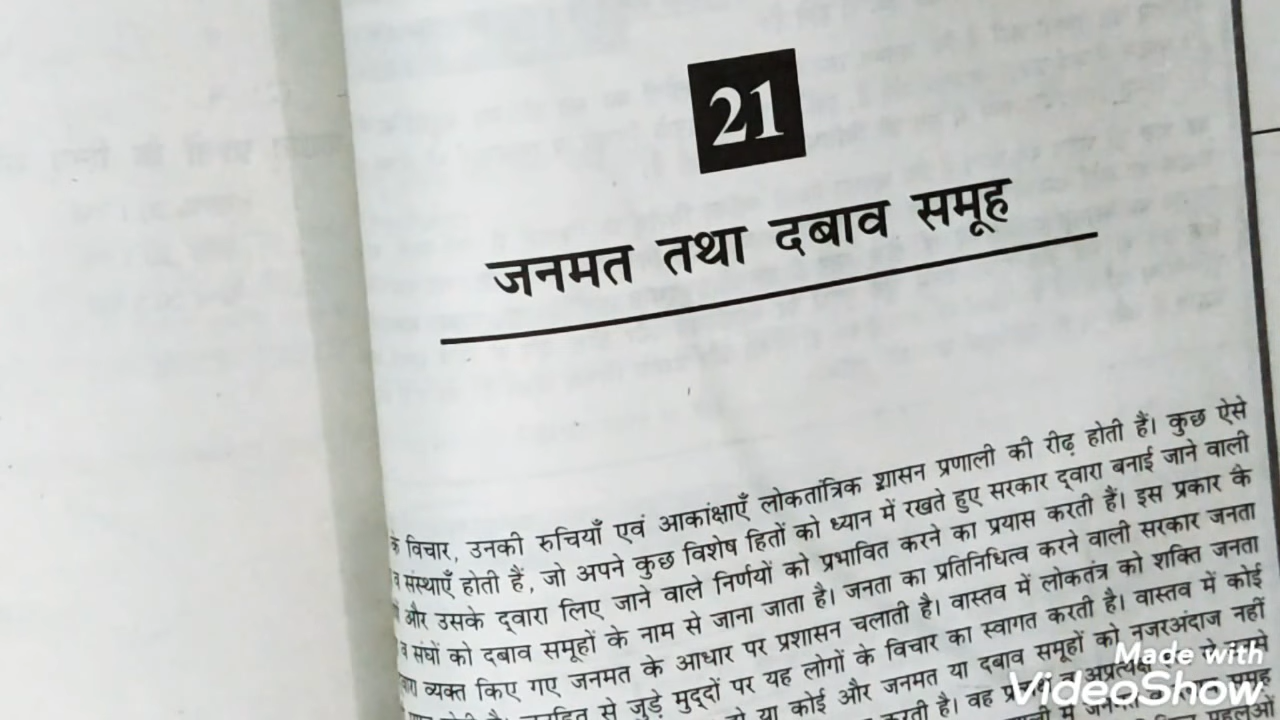 21
जनमत तथा दबाव समूह
के विचार, उनकी रुचियाँ एवं आकांक्षाएँ लोकतांत्रिक शासन प्रणाली की रीढ़ होती हैं। कुछ ऐसे
व संस्थाएँ होती हैं, जो अपने कुछ विशेष हितों को ध्यान में रखते हुए सरकार द्वारा बनाई जाने वाली
और उसके द्वारा लिए जाने वाले निर्णयों को प्रभावित करने का प्रयास करती हैं। इस प्रकार के
व संघों को दबाव समूहों के नाम से जाना जाता है। जनता का प्रतिनिधित्व करने वाली सरकार जनता
व्यक्त किए गए जनमत के आधार पर प्रशासन चलाती है। वास्तव में लोकतंत्र को शक्ति जनता
से जुड़े मुद्दों पर यह लोगों के विचार का स्वागत करती है। वास्तव में कोई
या कोई और जनमत या दबाव समूहों को नजरअंदाज नहीं
करती है। वह
Made with
VideoShow